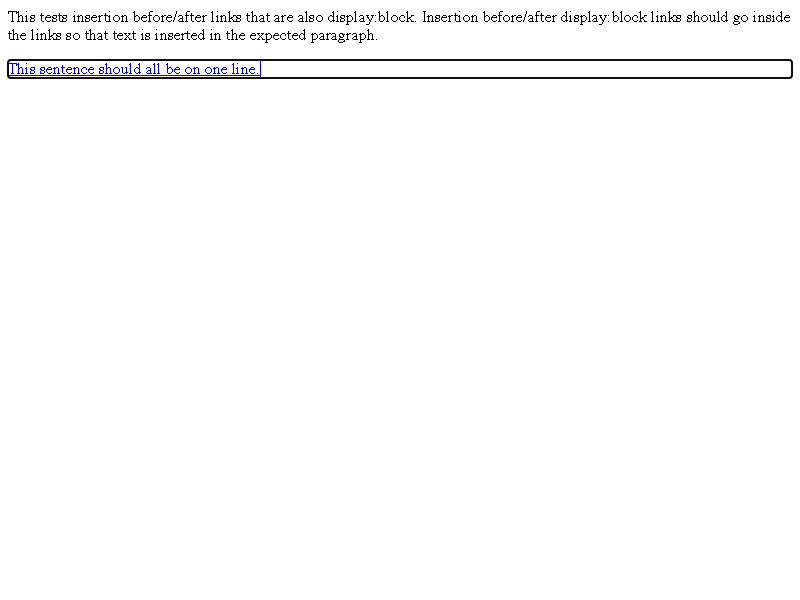 This tests insertion before/after links that are also display:block. Insertion before/after display:block links should go inside
the links so that text is inserted in the expected paragraph.
This sentence should all be on one line.